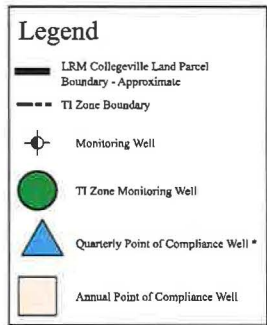 Legend
LRM Collegeville Land Parcel
Boundary - Approximate
TI Zone Boundary
Monitoring Well
TI Zone Monitoring Well
Quarterly Point of Compliance Well *
Annual Point of Compliance Well